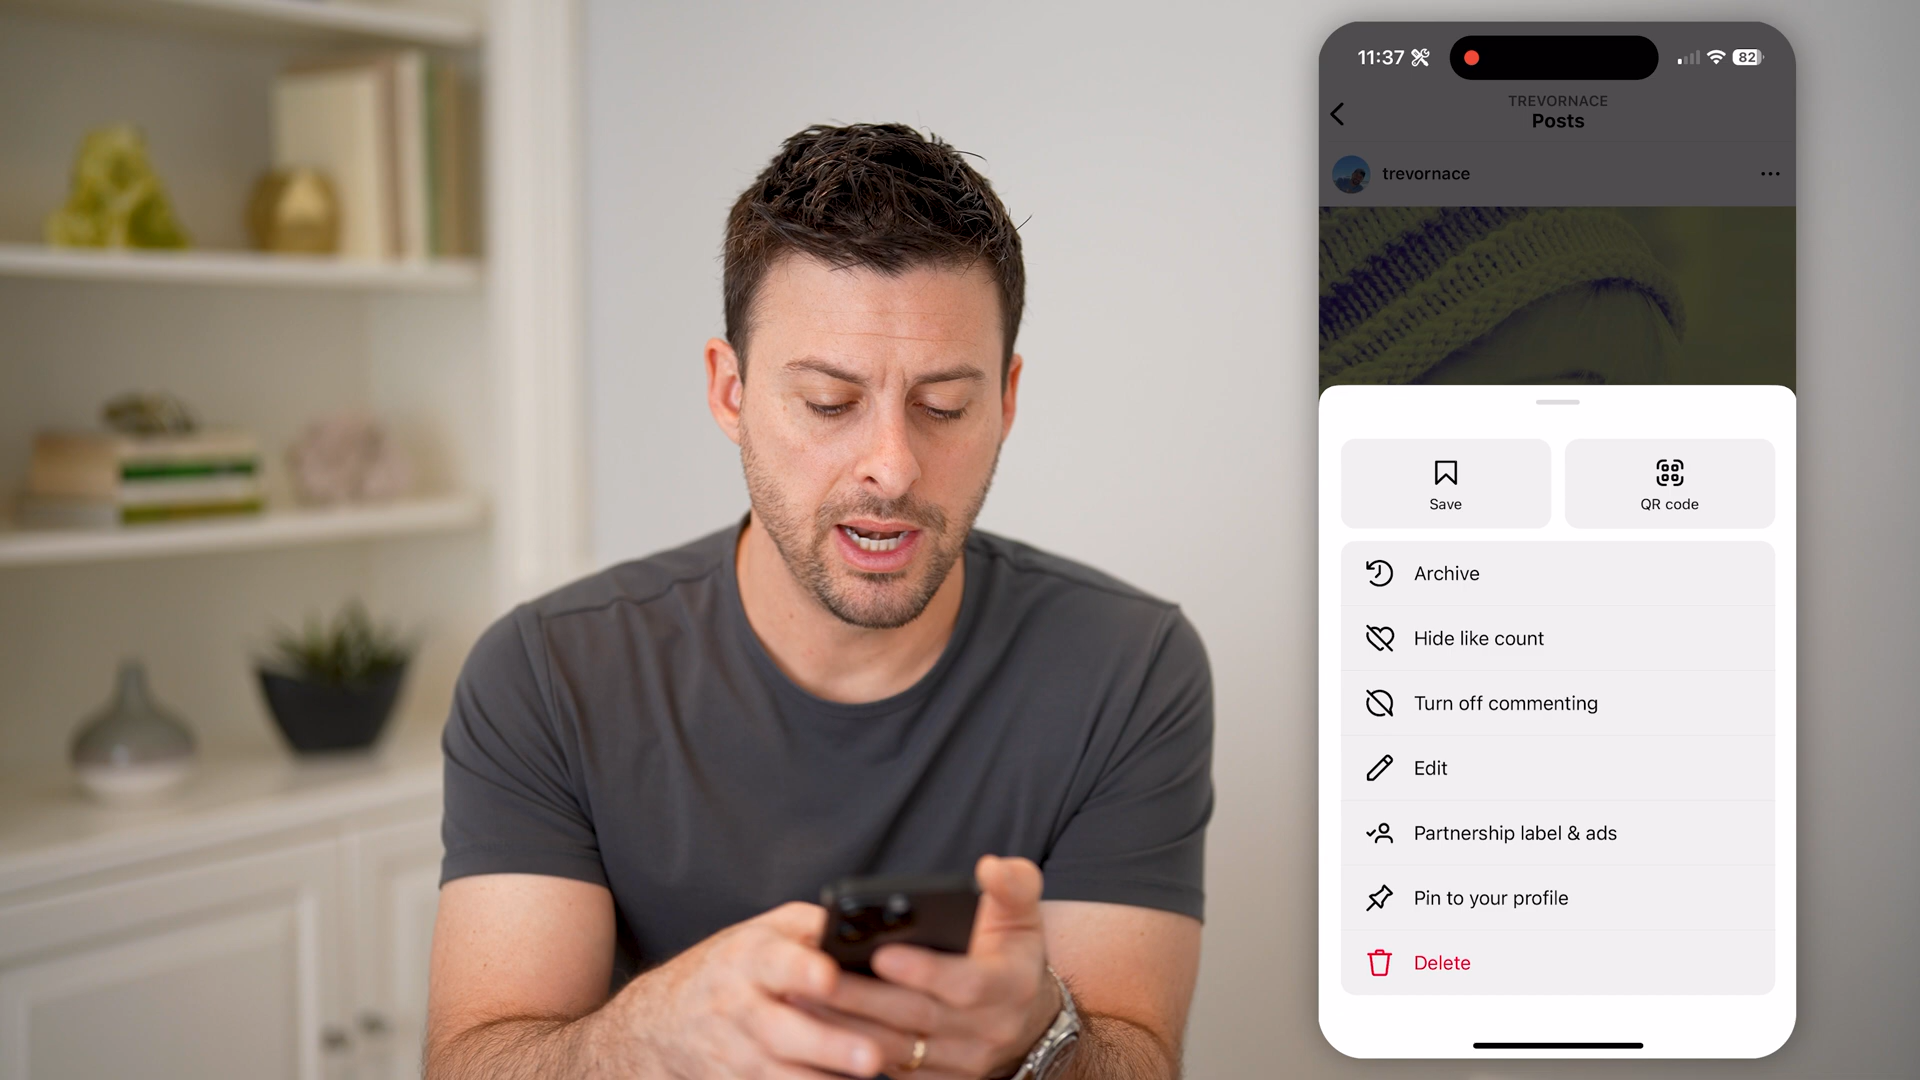 11:37
82
TREVORNACE
Posts
trevornace
Save
QR code
Archive
Hide like count
Turn off commenting
Edit
Partnership label & ads
Pin to your profile
Delete